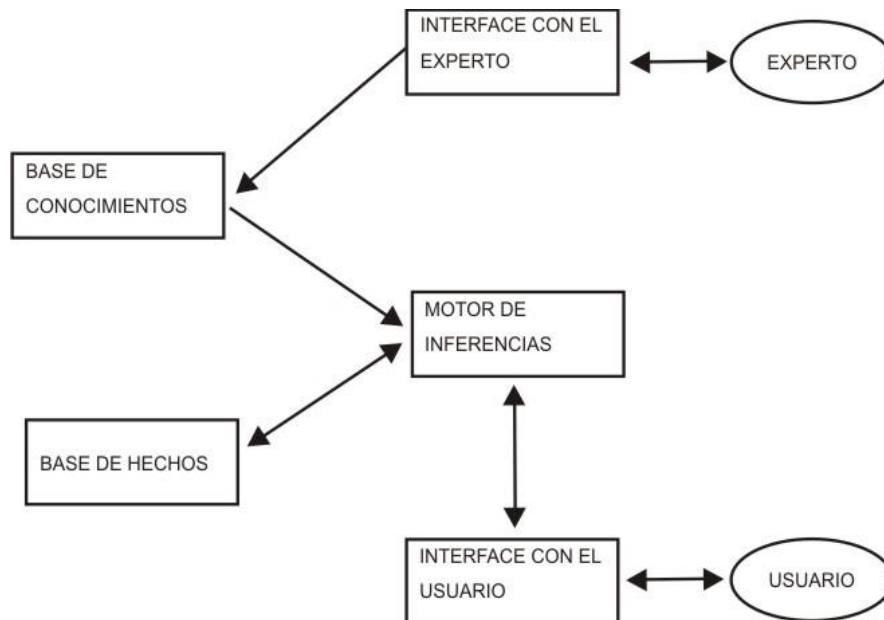 INTERFACE CON EL
EXPERTO
EXPERTO
BASE DE
CONOCIMIENTOS
MOTOR DE
INFERENCIAS
BASE DE HECHOS
INTERFACE CON EL
USUARIO
USUARIO